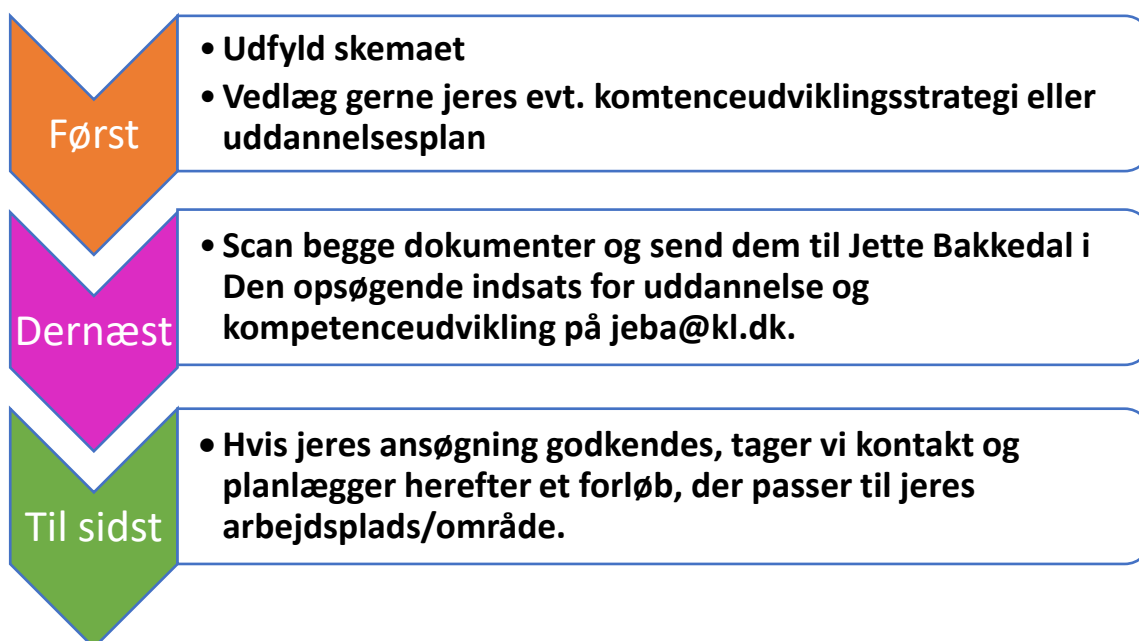 Først
• Udfyld skemaet
• Vedlæg gerne jeres evt. komtenceudviklingsstrategi eller
uddannelsesplan
Dernæst
• Scan begge dokumenter og send dem til Jette Bakkedal i
Den opsøgende indsats for uddannelse og
kompetenceudvikling på jeba@kl.dk.
Til sidst
• Hvis jeres ansøgning godkendes, tager vi kontakt og
planlægger herefter et forløb, der passer til jeres
arbejdsplads/område.